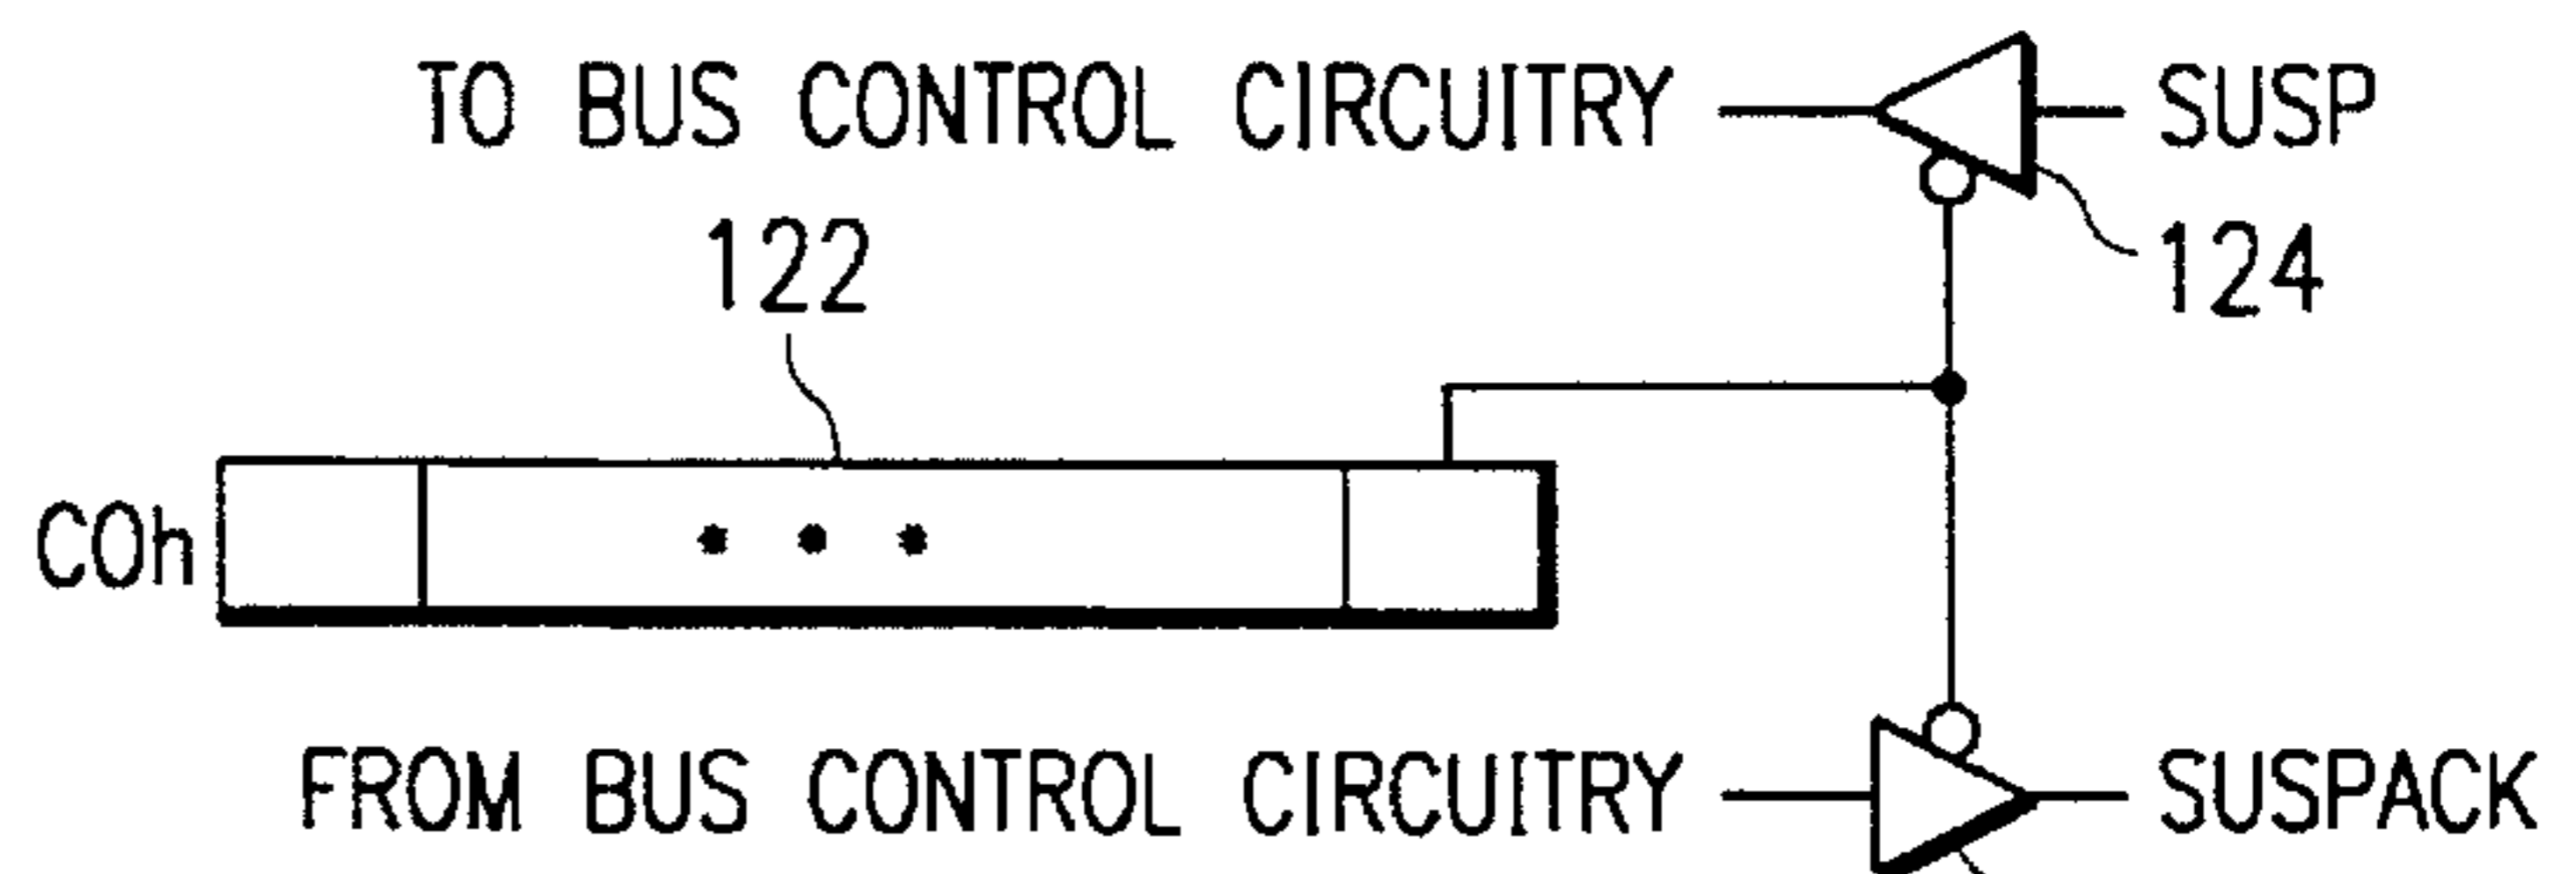 TO BUS CONTROL CIRCUITRY SUSP
122
124
C0h
FROM BUS CONTROL CIRCUITRY SUSPACK